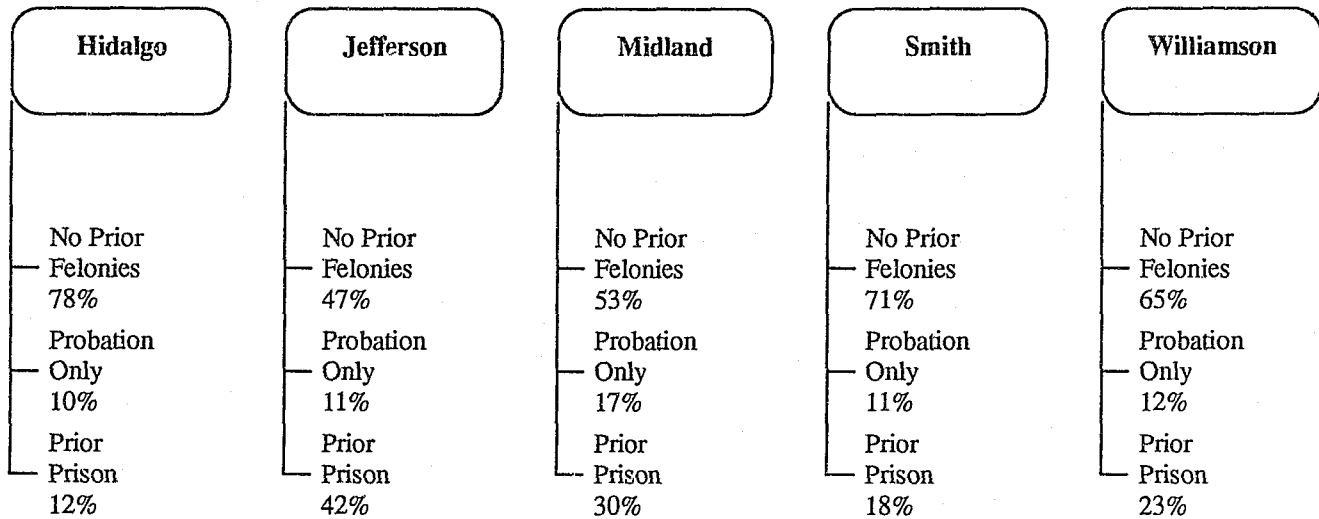 Hidalgo
No Prior
Felonies
78%
Probation
Only
10%
Prior
Prison
12%
Jefferson
No Prior
Felonies
47%
Probation
Only
11%
Prior
Prison
42%
Midland
No Prior
Felonies
53%
Probation
Only
17%
Prior
Prison
30%
Smith
No Prior
Felonies
71%
Probation
Only
11%
Prior
Prison
18%
Williamson
No Prior
Felonies
65%
Probation
Only
12%
Prior
Prison
23%